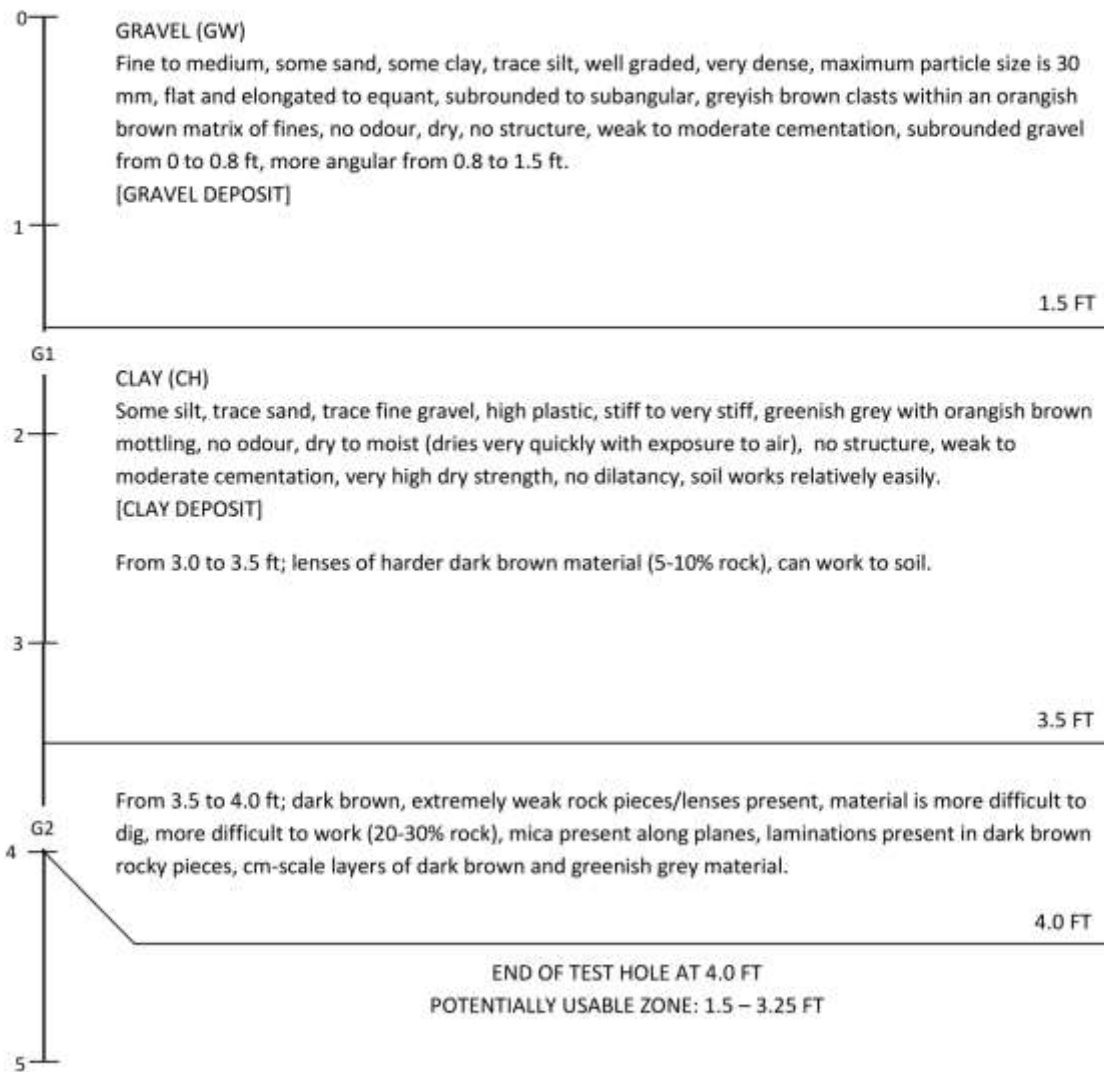 0
GRAVEL (GW)
Fine to medium, some sand, some clay, trace silt, well graded, very dense, maximum particle size is 30
mm, flat and elongated to equant, subrounded to subangular, greyish brown clasts within an orangish
brown matrix of fines, no odour, dry, no structure, weak to moderate cementation, subrounded gravel
from 0 to 0.8 ft, more angular from 0.8 to 1.5 ft.
[GRAVEL DEPOSIT]
1
1.5 FT
G1
CLAY (CH)
Some silt, trace sand, trace fine gravel, high plastic, stiff to very stiff, greenish grey with orangish brown
2
mottling, no odour, dry to moist (dries very quickly with exposure to air), no structure, weak to
moderate cementation, very high dry strength, no dilatancy, soil works relatively easily.
[CLAY DEPOSIT]
From 3.0 to 3.5 ft; lenses of harder dark brown material (5-10% rock), can work to soil.
3
3.5 FT
From 3.5 to 4.0 ft; dark brown, extremely weak rock pieces/lenses present, material is more difficult to
G2
dig, more difficult to work (20-30% rock), mica present along planes, laminations present in dark brown
4
rocky pieces, cm-scale layers of dark brown and greenish grey material.
4.0 FT
END OF TEST HOLE AT 4.0 FT
POTENTIALLY USABLE ZONE: 1.5 – 3.25 FT
5